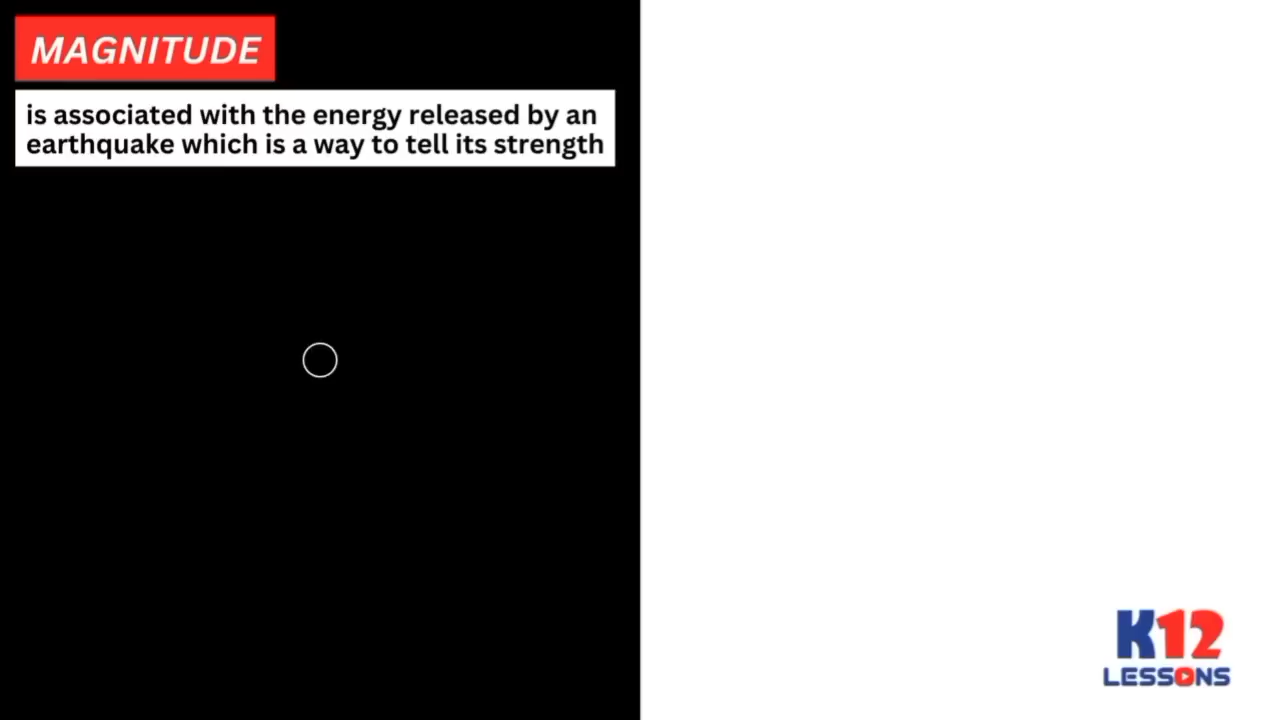 MAGNITUDE
is associated with the energy released by an
earthquake which is a way to tell its strength
K12
LESSONS